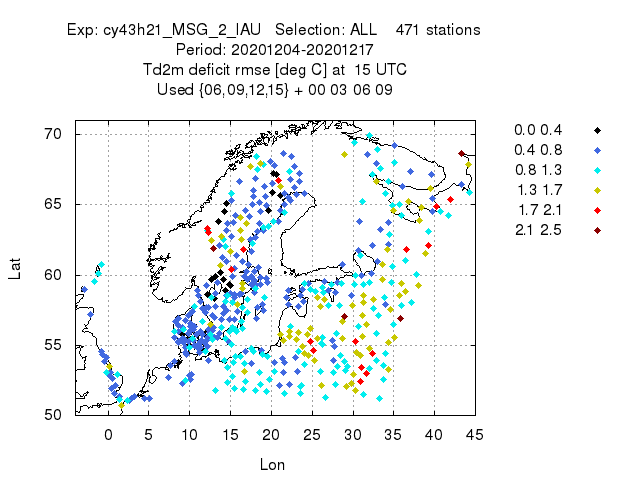 Exp: cy43h21_MSG_2_IAU   Selection: ALL    471 stations
Period: 20201204-20201217
Td2m deficit rmse [deg C] at  15 UTC
Used {06,09,12,15} + 00 03 06 09
0.0 0.4
0.4 0.8
0.8 1.3
1.3 1.7
1.7 2.1
2.1 2.5
Lat
70
65
60
55
50
0 5 10 15 20 25 30 35 40 45
Lon